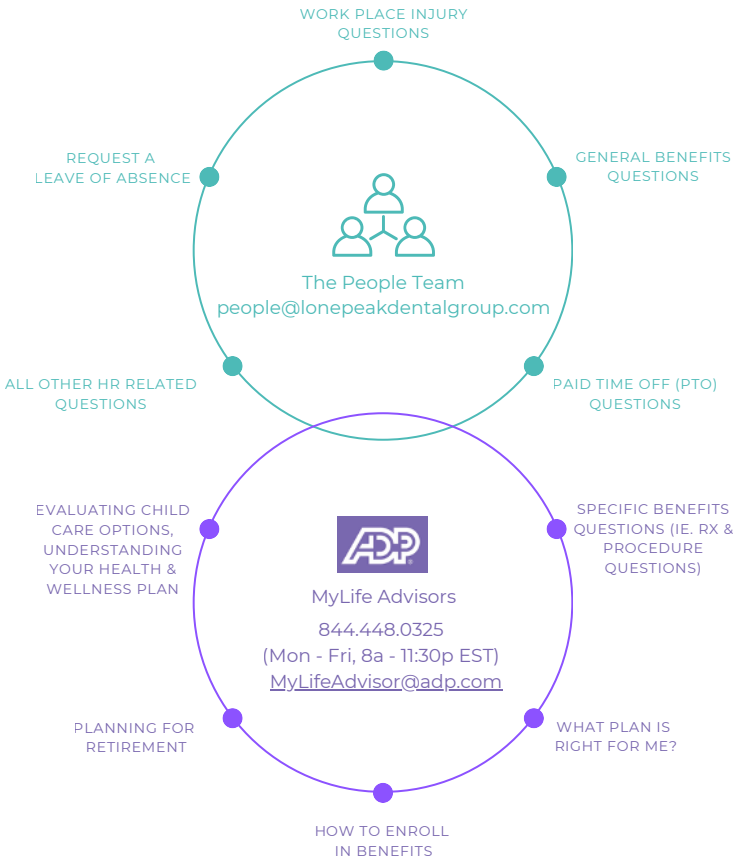 WORK PLACE INJURY
QUESTIONS
REQUEST A
LEAVE OF ABSENCE
GENERAL BENEFITS
QUESTIONS
The People Team
people@lonepeakdentalgroup.com
ALL OTHER HR RELATED
QUESTIONS
PAID TIME OFF (PTO)
QUESTIONS
EVALUATING CHILD
CARE OPTIONS,
UNDERSTANDING
YOUR HEALTH &
WELLNESS PLAN
SPECIFIC BENEFITS
QUESTIONS (IE. RX &
PROCEDURE
QUESTIONS)
ADP
MyLife Advisors
844.448.0325
(Mon - Fri, 8a - 11:30p EST)
MyLifeAdvisor@adp.com
PLANNING FOR
RETIREMENT
WHAT PLAN IS
RIGHT FOR ME?
HOW TO ENROLL
IN BENEFITS